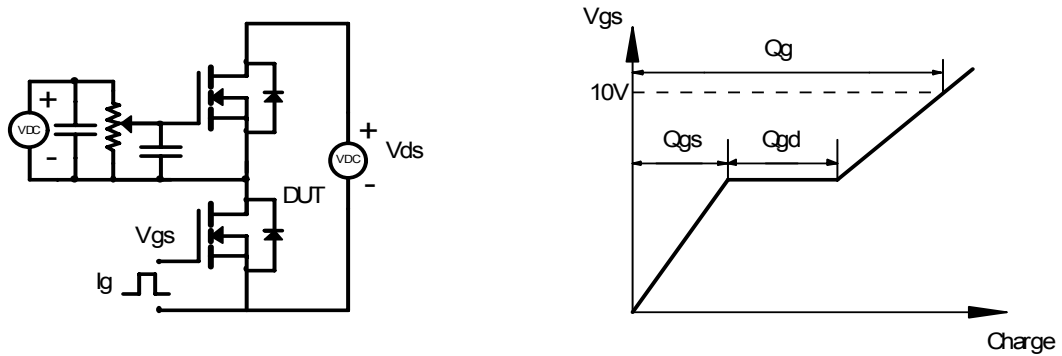 +
VDC
-
+
VDC
-
Vds
DUT
Vgs
Ig
Vgs
Qg
10V
Qgs
Qgd
Charge